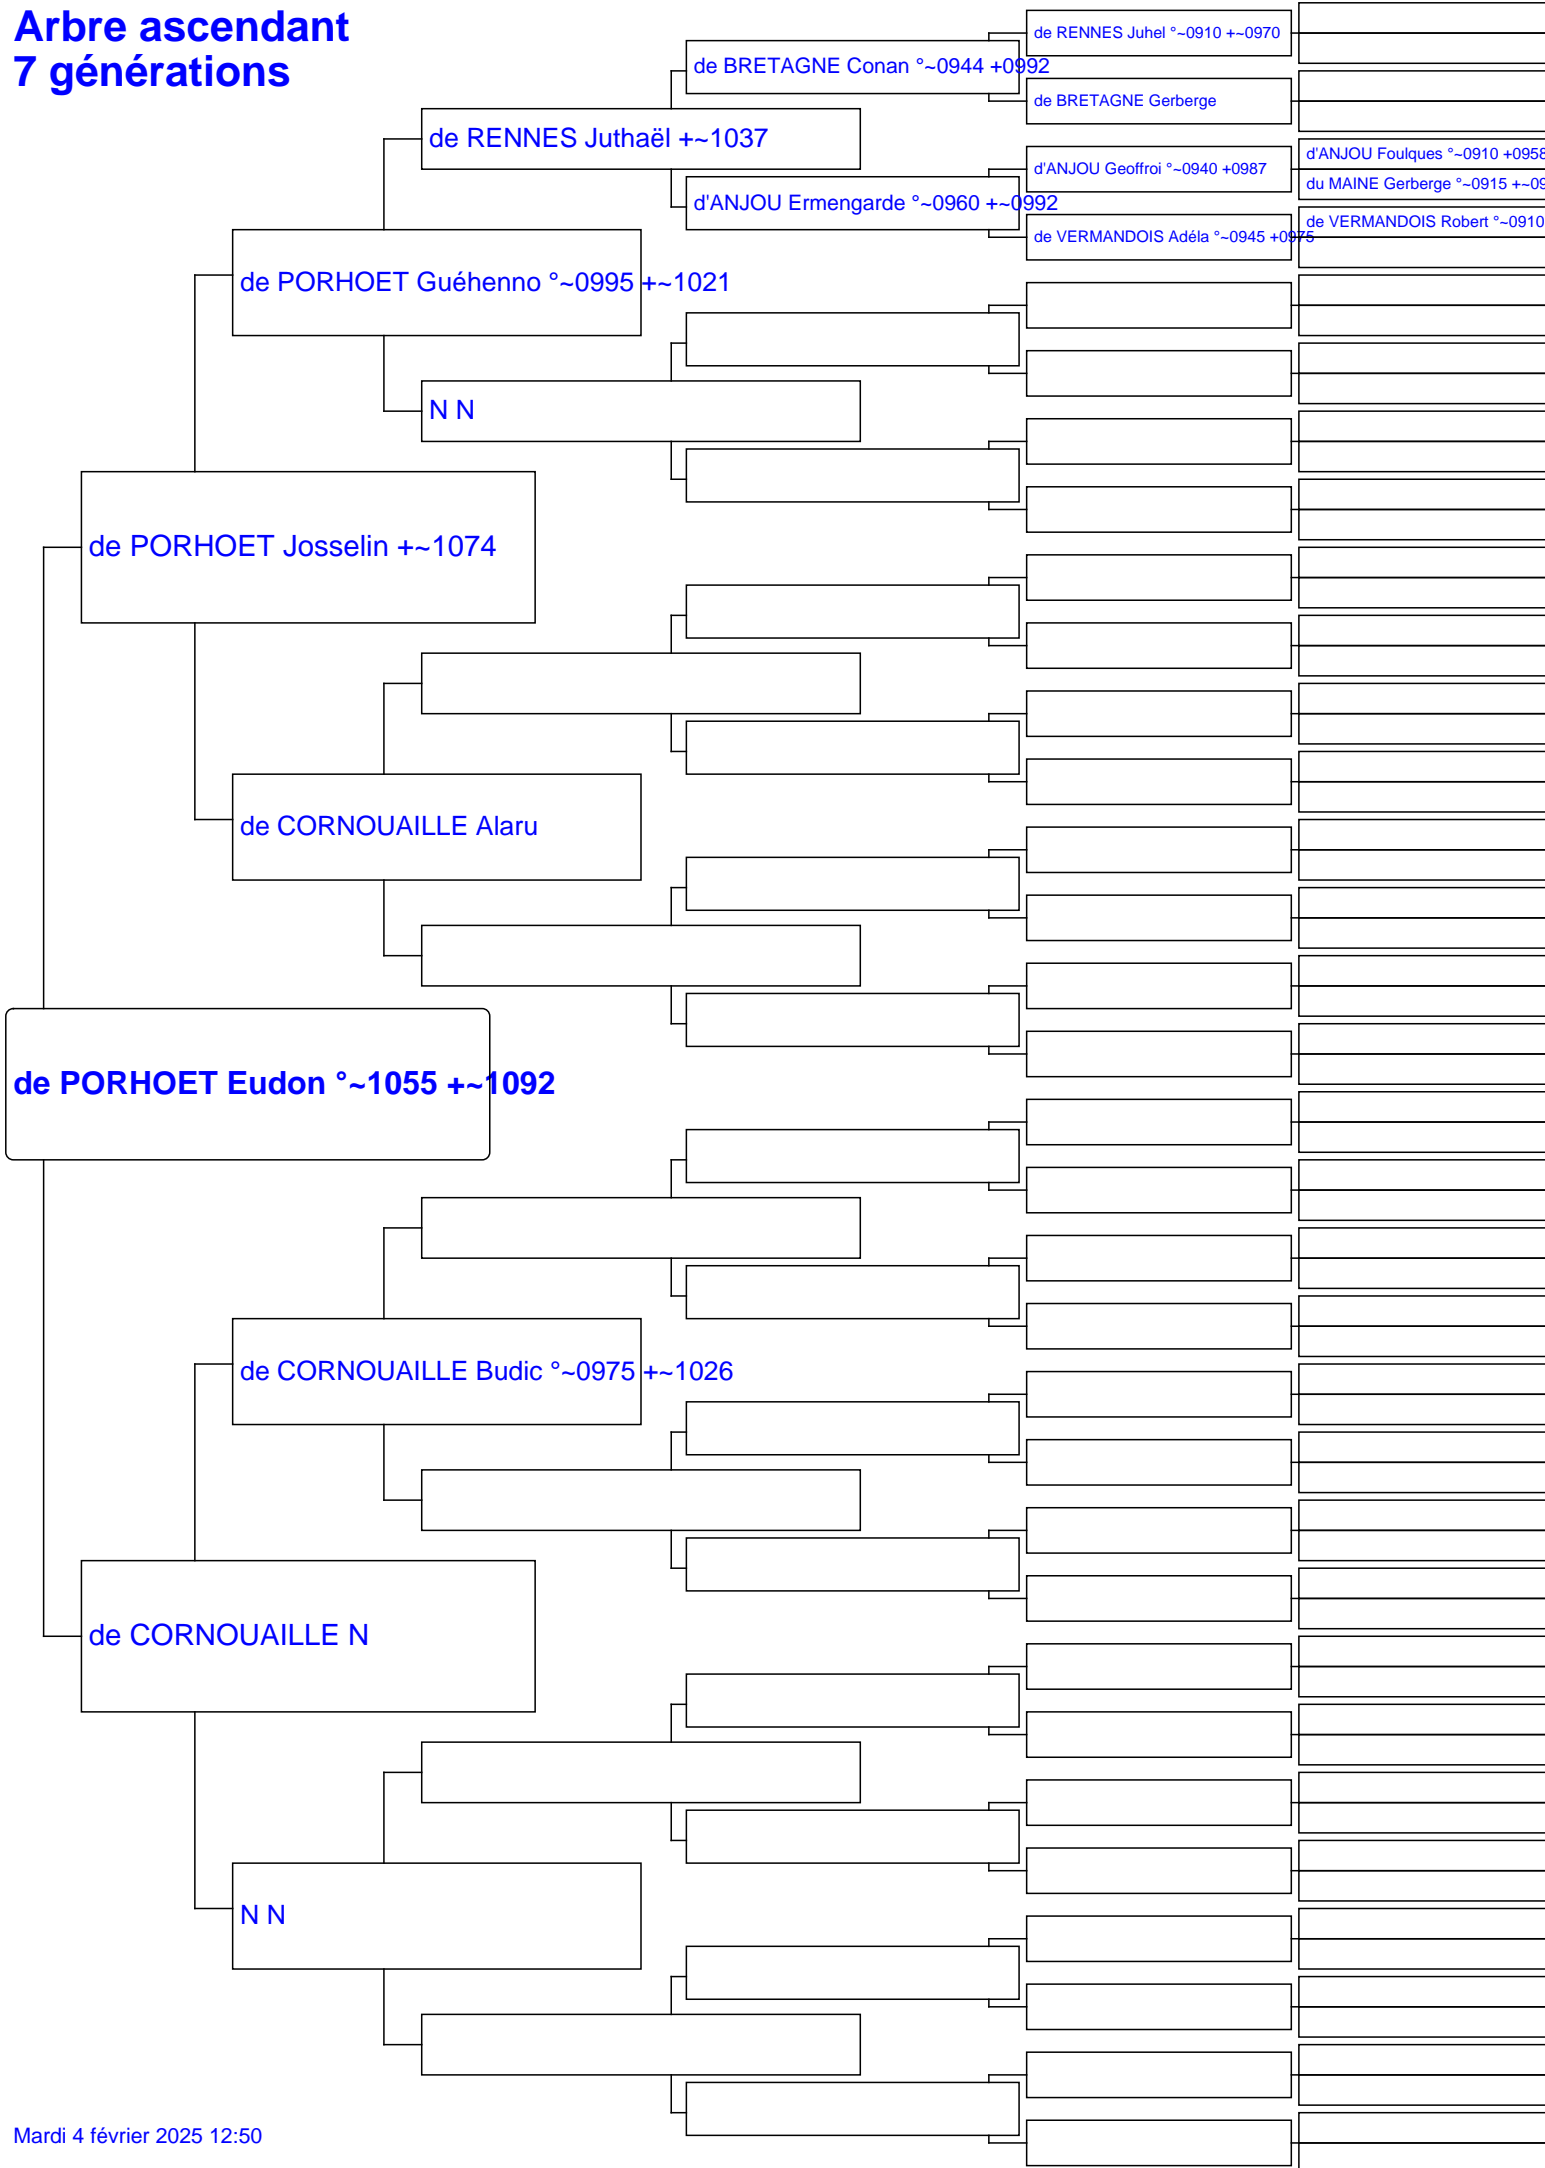 Arbre ascendant
7 générations
de RENNES Juhel °~0910 +~0970
de BRETAGNE Conan °~0944 +0992
de BRETAGNE Gerberge
de RENNES Juthaël +~1037
d'ANJOU Foulques °~0910 +0958
d'ANJOU Geoffroi °~0940 +0987
du MAINE Gerberge °~0915 +~09
d'ANJOU Ermengarde °~0960 +~0992
de VERMANDOIS Robert °~0910
de VERMANDOIS Adéla °~0945 +0975
de PORHOET Guéhenno °~0995 +~1021
N N
de PORHOET Josselin +~1074
de CORNOUAILLE Alaru
de PORHOET Eudon °~1055 +~1092
de CORNOUAILLE Budic °~0975 +~1026
de CORNOUAILLE N
N N
Mardi 4 février 2025 12:50